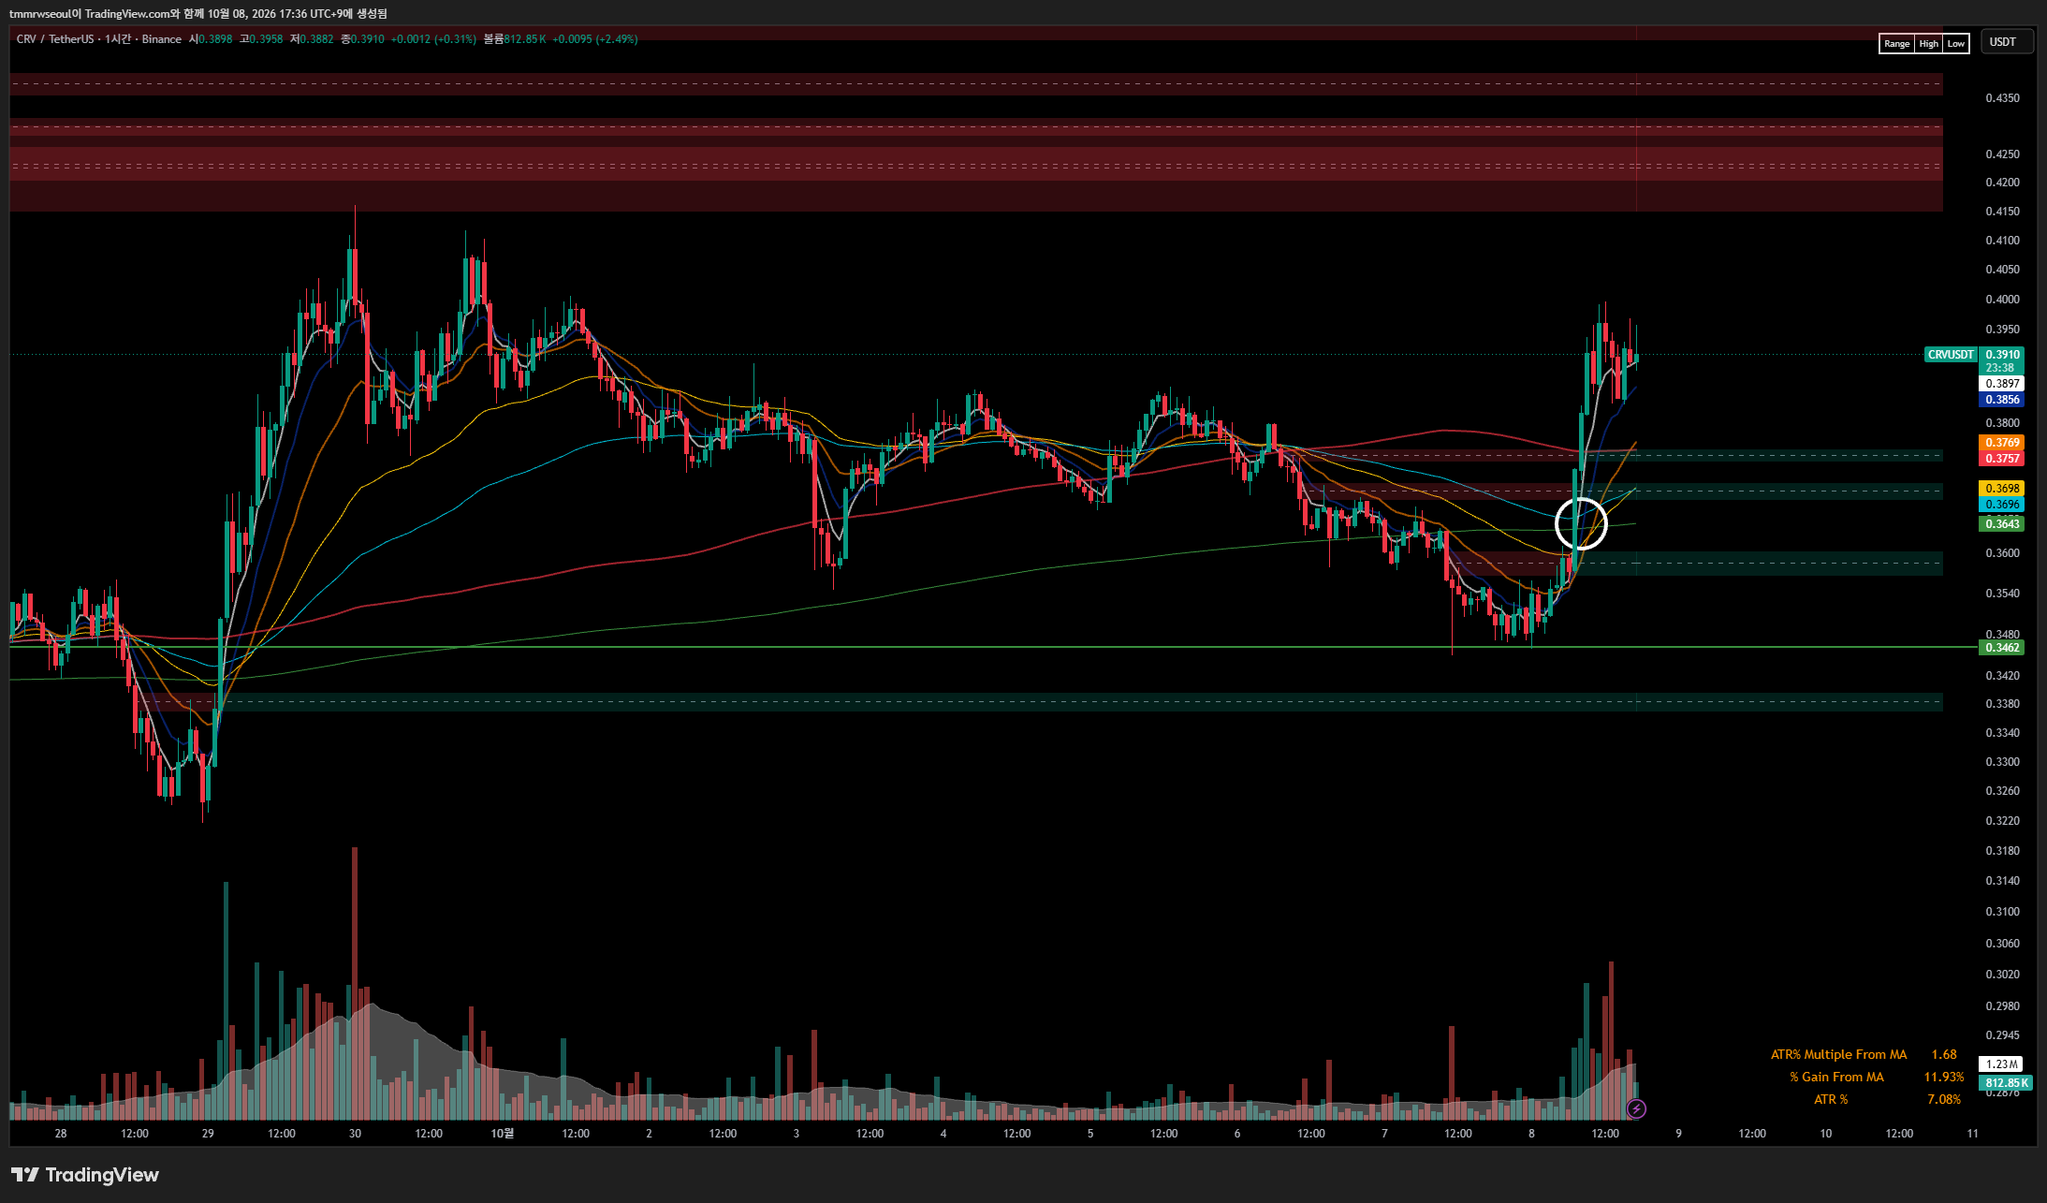 tmmrwseoul이 TradingView.com와 함께 10월 08, 2026 17:36 UTC+9에 생성됨
CRV / TetherUS · 1시간 · Binance 시0.3898 고0.3958 저0.3882 종0.3910 +0.0012 (+0.31%) 볼륨812.85K +0.0095 (+2.49%)
Range High Low
USDT
0.4350
0.4250
0.4200
0.4150
0.4100
0.4050
0.4000
0.3950
CRVUSDT 0.3910
23:38
0.3897
0.3856
0.3800
0.3769
0.3757
0.3698
0.3696
0.3643
0.3600
0.3540
0.3480
0.3462
0.3420
0.3380
0.3340
0.3300
0.3260
0.3220
0.3180
0.3140
0.3100
0.3060
0.3020
0.2980
0.2945
ATR% Multiple From MA 1.68
1.23M
% Gain From MA 11.93%
812.85K
ATR % 7.08%
28 12:00 29 12:00 30 12:00 10월 12:00 2 12:00 3 12:00 4 12:00 5 12:00 6 12:00 7 12:00 8 12:00 9 12:00 10 12:00 11
TradingView